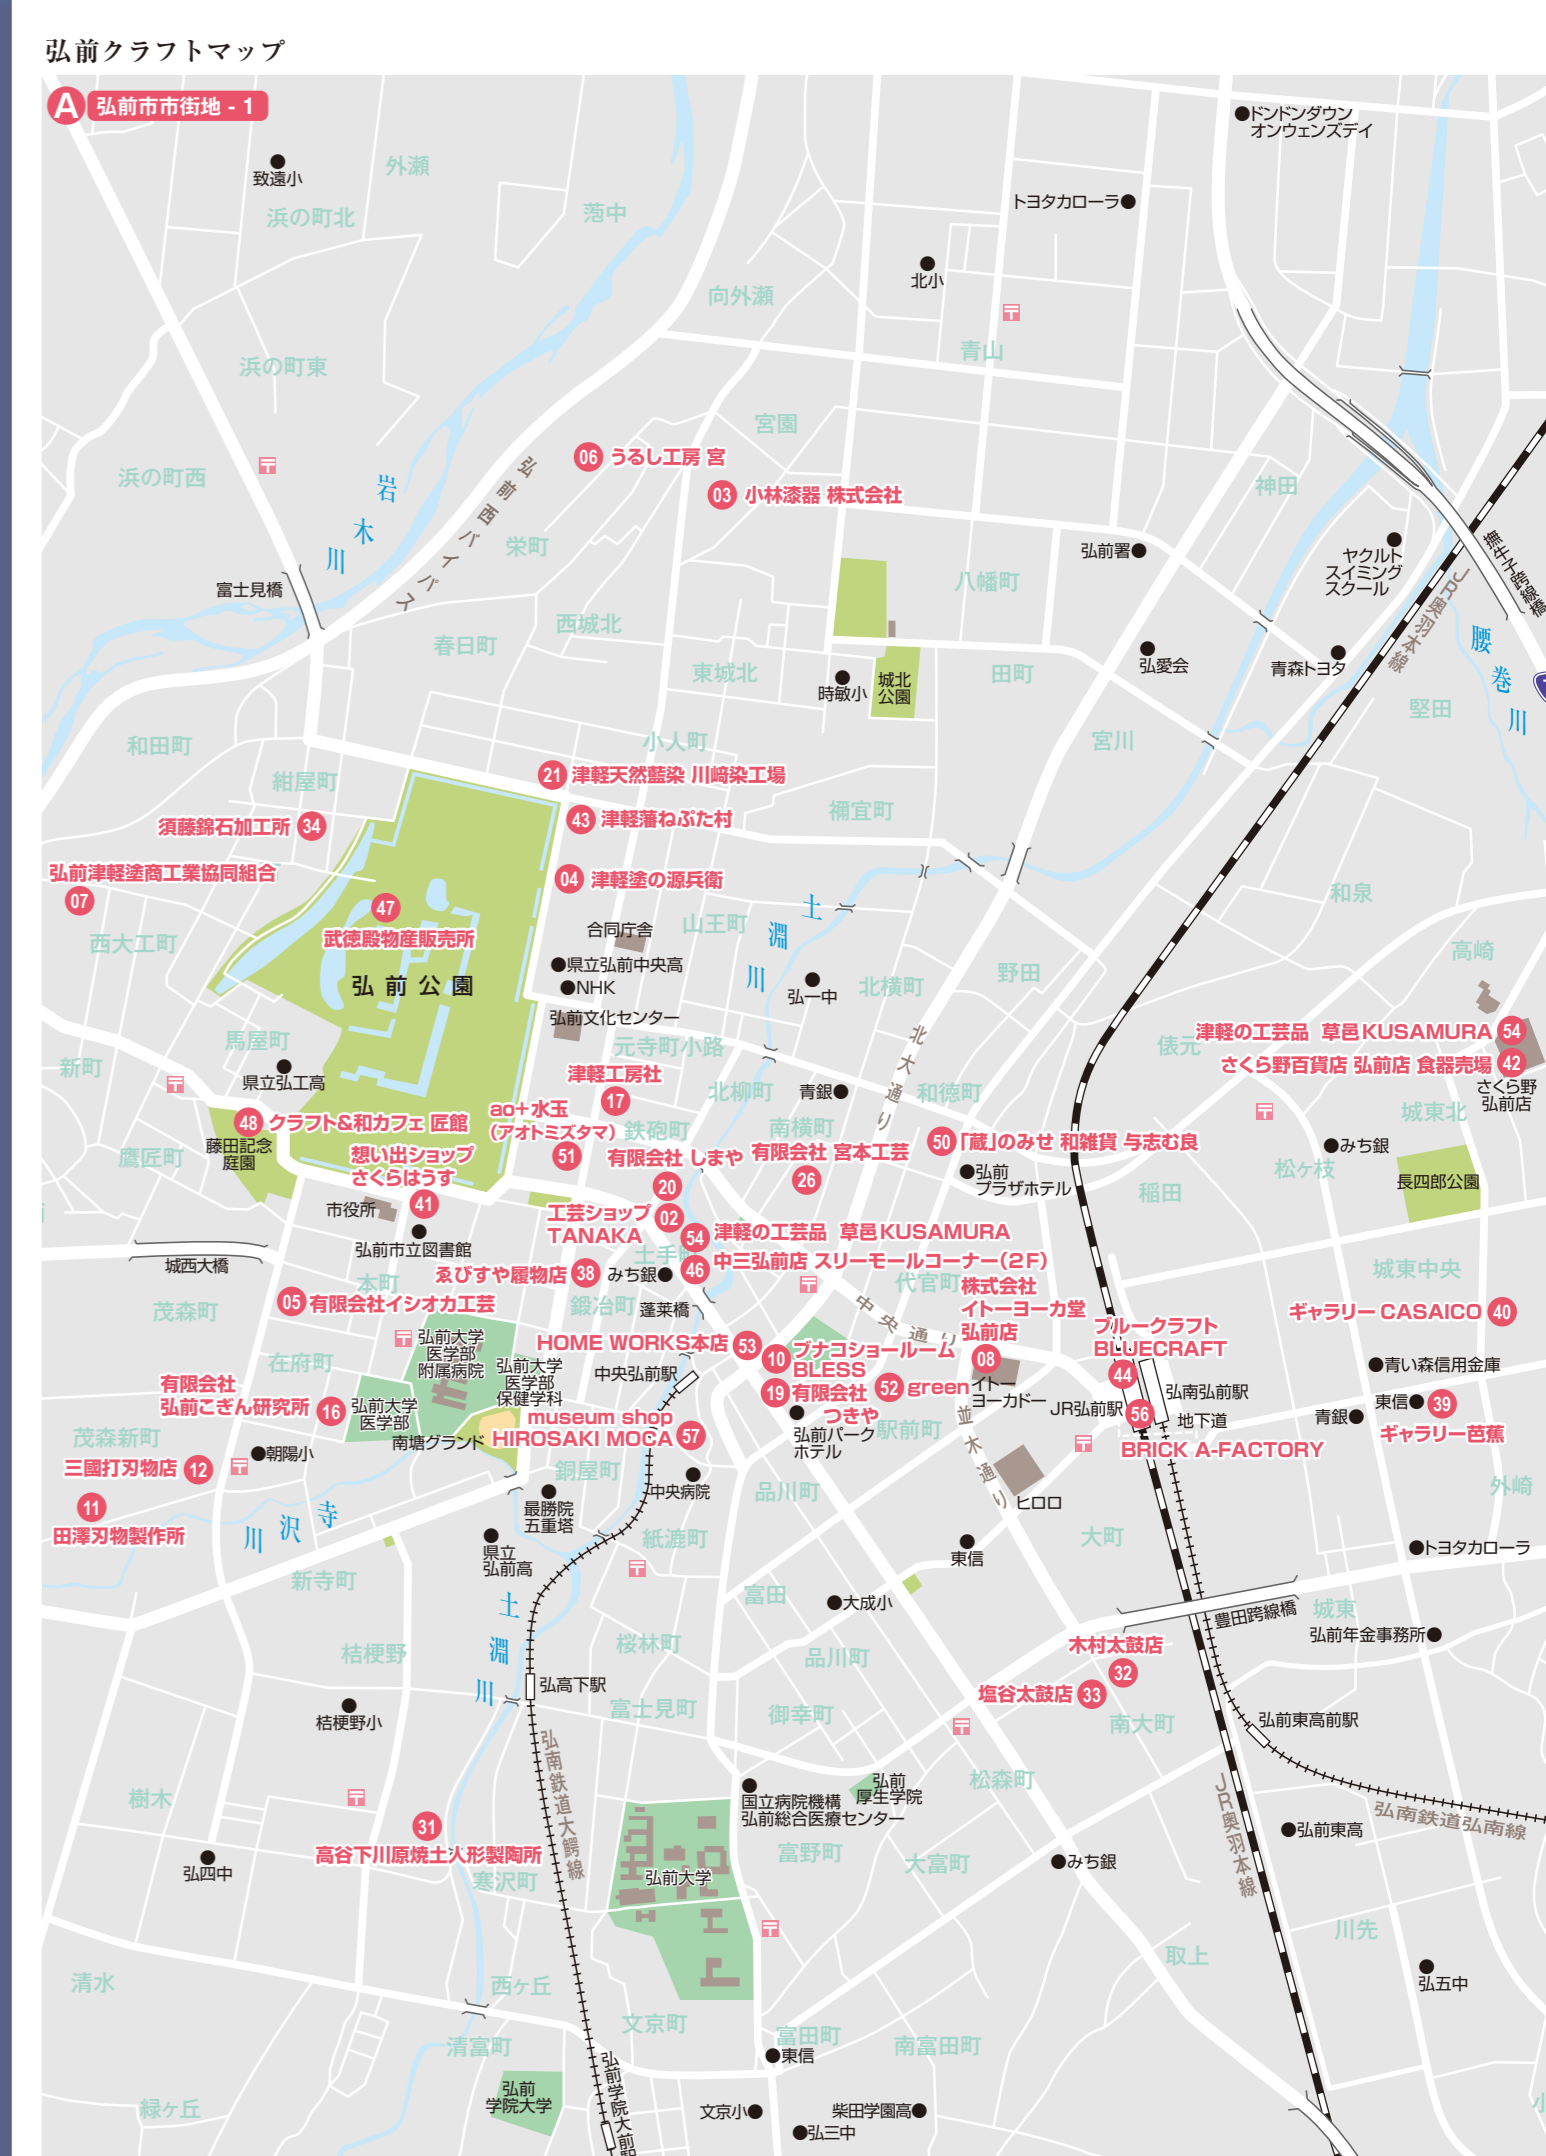 弘前クラフトマップ
A 弘前市市街地 - 1
ドンドンダウン
オンウェンズデイ
致遠小
外瀬
浜の町北
萢中
トヨタカローラ
北小
向外瀬
青山
浜の町東
宮園
06 うるし工房 宮
浜の町西
岩木川
弘前西バイパス
03 小林漆器 株式会社
神田
栄町
弘前署
ヤクルト
スイミング
スクール
撫牛子跨線橋
JR奥羽本線
富士見橋
八幡町
西城北
春日町
腰巻川
東城北
時敏小
城北
公園
田町
弘愛会
青森トヨタ
堅田
和田町
小人町
宮川
紺屋町
21 津軽天然藍染 川﨑染工場
43 津軽藩ねぷた村
禰宜町
須藤錦石加工所 34
弘前津軽塗商工業協同組合
07
04 津軽塗の源兵衛
和泉
47
武徳殿物産販売所
弘前公園
西大工町
合同庁舎
山王町
土淵川
県立弘前中央高
NHK
弘一中
北横町
野田
高崎
弘前文化センター
馬屋町
元寺町小路
北大通り
俵元
津軽の工芸品 草邑KUSAMURA 54
さくら野百貨店 弘前店 食器売場 42
さくら野
弘前店
新町
県立弘工高
津軽工房社
17
北柳町
青銀
和徳町
城東北
48 クラフト&和カフェ 匠館
ao+水玉
(アオトミズタマ)
51
鉄砲町
南横町
藤田記念
庭園
鷹匠町
想い出ショップ
さくらはうす
41
有限会社 しまや
20
有限会社 宮本工芸
26
50 「蔵」のみせ 和雑貨 与志む良
弘前
プラザホテル
みち銀
松ヶ枝
長四郎公園
稲田
市役所
弘前市立図書館
工芸ショップ
TANAKA
02
54 津軽の工芸品 草邑KUSAMURA
土手町
46 中三弘前店 スリーモールコーナー(2F)
城西大橋
本町
ゑびすや履物店 38
みち銀
代官町
城東中央
茂森町
05 有限会社イシオカ工芸
鍛冶町
蓬莱橋
中央通り
株式会社
イトーヨーカ堂
弘前店
08
ギャラリー CASAICO 40
弘前大学
医学部
附属病院
HOME WORKS本店 53
10 ブナコショールーム
BLESS
ブルークラフト
BLUECRAFT
44
在府町
弘前大学
医学部
保健学科
中央弘前駅
青い森信用金庫
有限会社
弘前こぎん研究所 16
弘前大学
医学部
19 有限会社
つきや
52 green
イトー
ヨーカドー
弘南弘前駅
JR弘前駅
56
地下道
BRICK A-FACTORY
東信
39
ギャラリー芭蕉
青銀
museum shop
HIROSAKI MOCA 57
南塘グランド
弘前パーク
ホテル
駅前町
並木通り
茂森新町
朝陽小
三國打刃物店 12
11
田澤刃物製作所
銅屋町
中央病院
品川町
外崎
ヒロロ
寺沢川
最勝院
五重塔
県立
弘前高
紙漉町
大町
東信
トヨタカローラ
新寺町
土淵川
富田
大成小
豊田跨線橋
城東
弘前年金事務所
桔梗野
桜林町
品川町
木村太鼓店
32
塩谷太鼓店 33
弘高下駅
富士見町
御幸町
南大町
弘前東高前駅
桔梗野小
弘南鉄道大鰐線
松森町
樹木
国立病院機構
弘前総合医療センター
弘前
厚生学院
JR奥羽本線
弘南鉄道弘南線
31
高谷下川原焼土人形製陶所
弘前東高
富野町
大富町
みち銀
弘四中
寒沢町
弘前大学
川先
取上
清水
西ヶ丘
弘五中
文京町
富田町
南富田町
清富町
東信
弘前
学院大学
弘前学院大前駅
緑ヶ丘
文京小
柴田学園高
弘三中